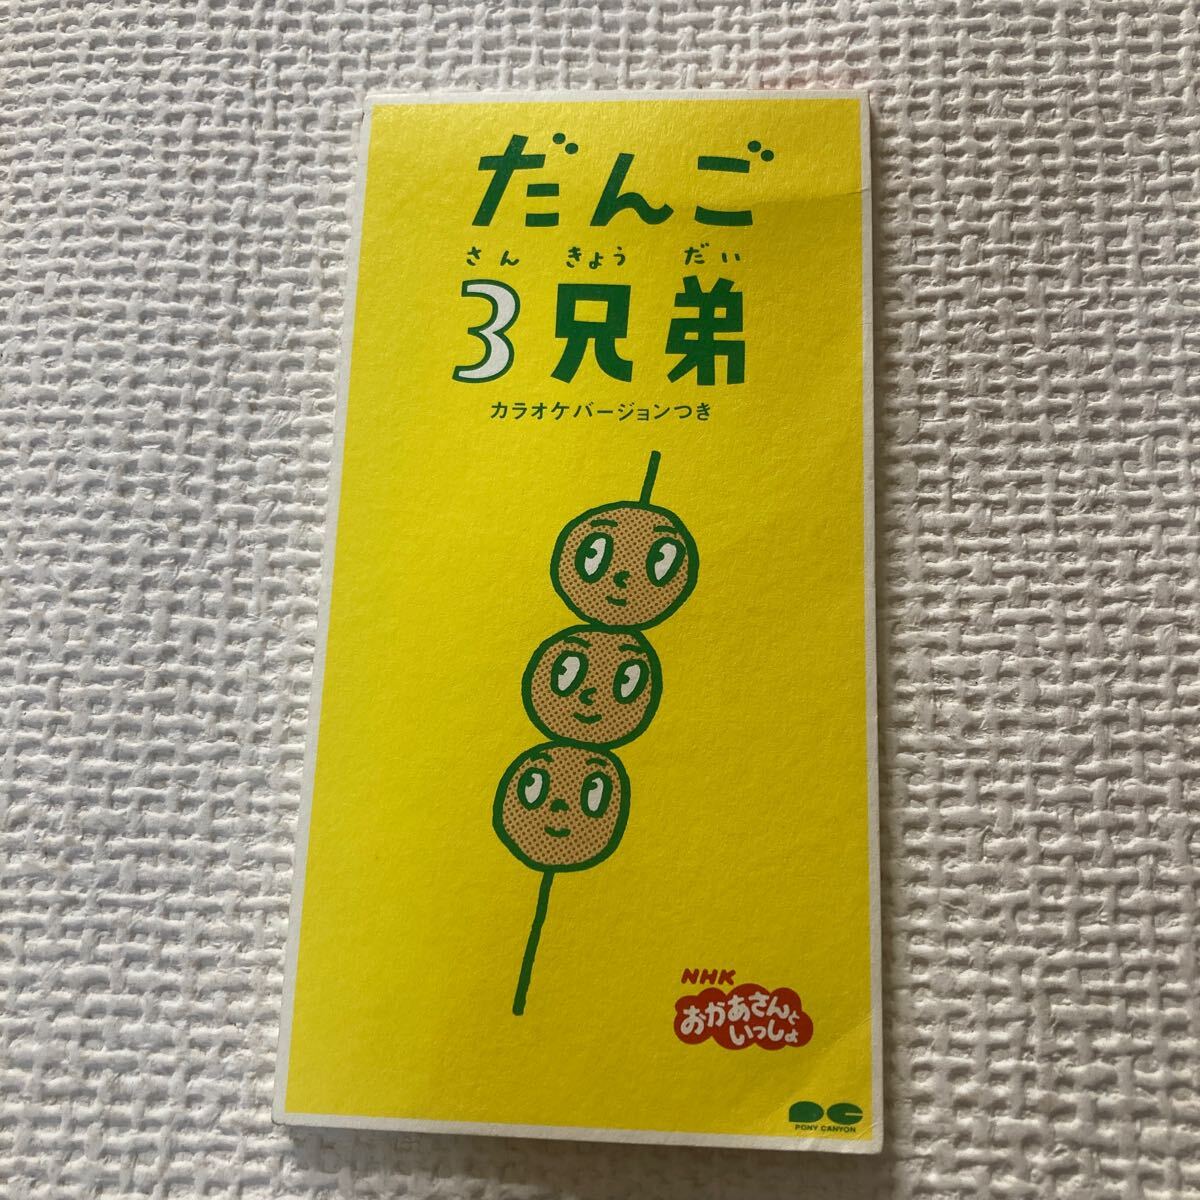 だんご
さん きょう だい
3兄弟
カラオケバージョンつき
NHK
おかあさんと
いっしょ
PC
PONY CANYON